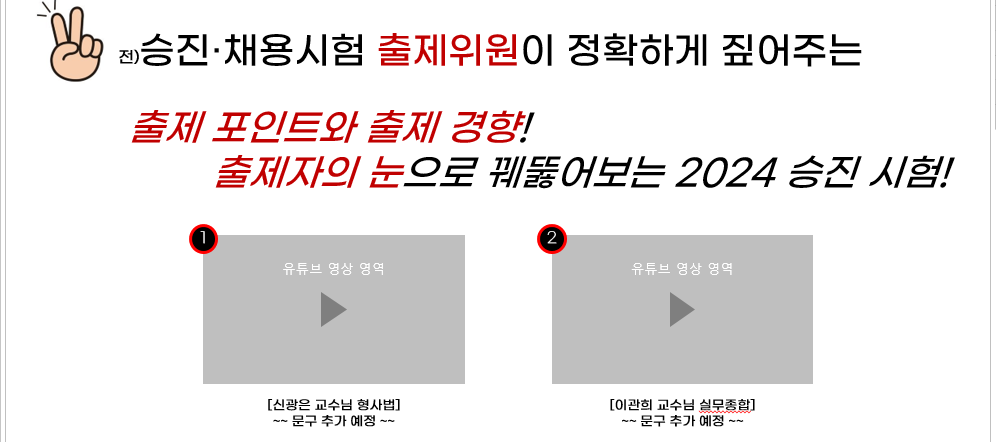 전)승진·채용시험 출제위원이 정확하게 짚어주는
출제 포인트와 출제 경향!
출제자의 눈으로 꿰뚫어보는 2024 승진 시험!
1
2
유튜브 영상 영역
유튜브 영상 영역
[신광은 교수님 형사법]
~~ 문구 추가 예정 ~~
[이관희 교수님 실무종합]
~~ 문구 추가 예정 ~~